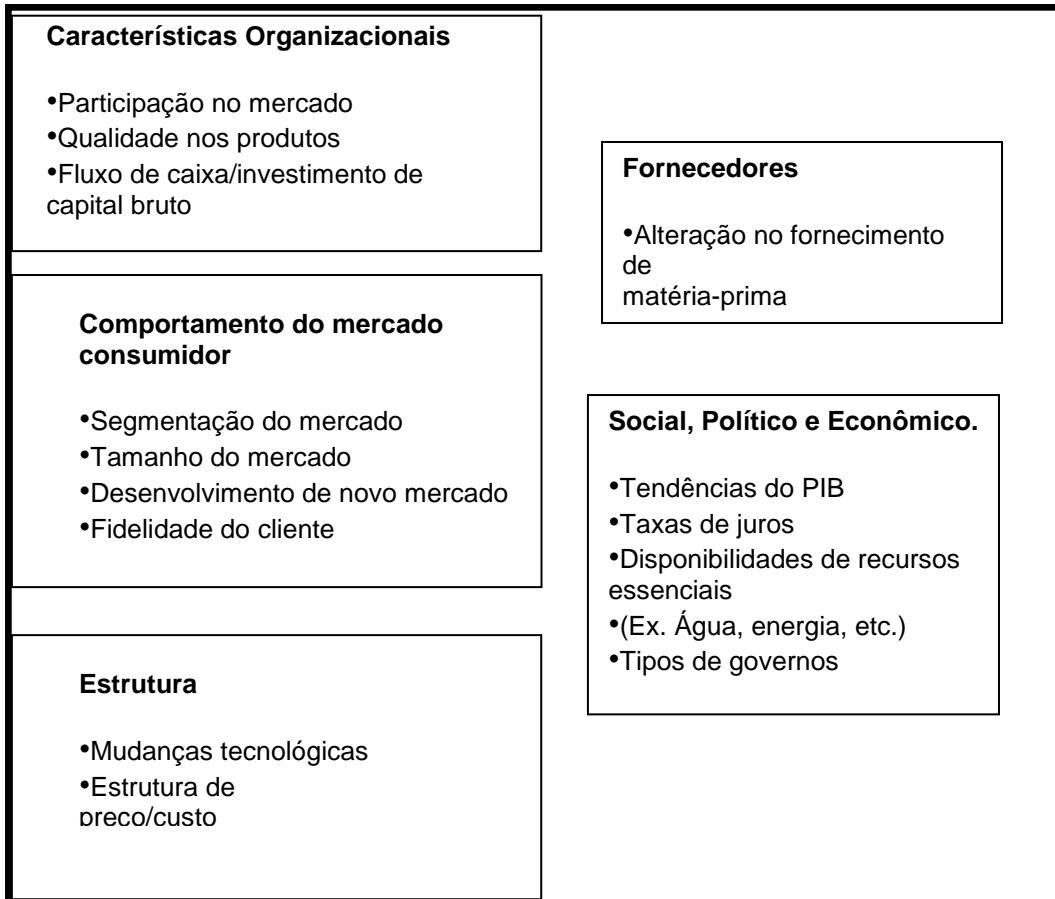 Característícas Organizacionais
•Participação no mercado
•Qualidade nos produtos
•Fluxo de caixa/investimento de
capital bruto
Comportamento do mercado
consumidor
•Segmentação do mercado
•Tamanho do mercado
•Desenvolvimento de novo mercado
•Fidelidade do cliente
Estrutura
•Mudanças tecnológicas
•Estrutura de
preço/custo
Fornecedores
•Alteração no fornecimento
de
matéria-prima
Social, Político e Econômico.
•Tendências do PIB
•Taxas de juros
•Disponibilidades de recursos
essenciais
•(Ex. Água, energia, etc.)
•Tipos de governos